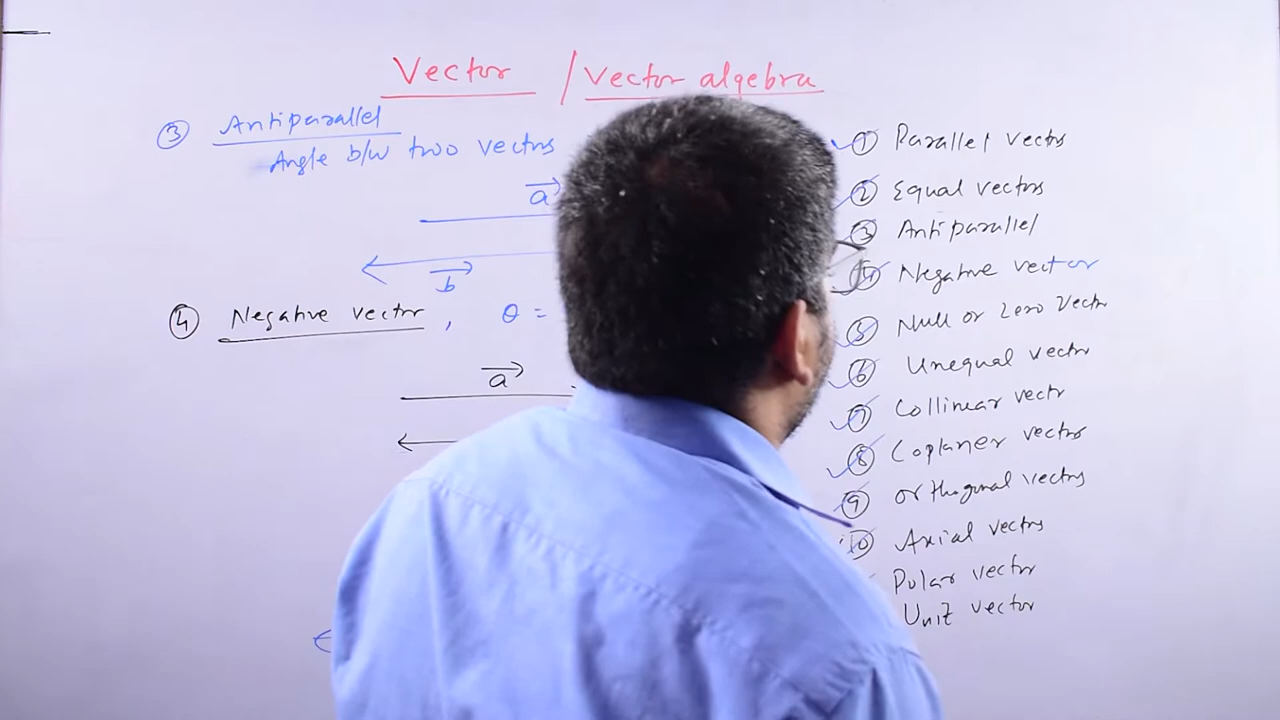 Vector / Vector algebra
③ Antiparallel
Angle b/w two vectors
a
b
④ Negative vector, θ =
a
① Parallel vectors
② Equal vectors
③ Antiparallel
④ Negative vector
⑤ Null or Zero Vector
⑥ Unequal vector
⑦ Collinear vectr
⑧ Coplaner vectors
⑨ orthogonal vectors
⑩ Axial vectors
Polar vector
Unit vector